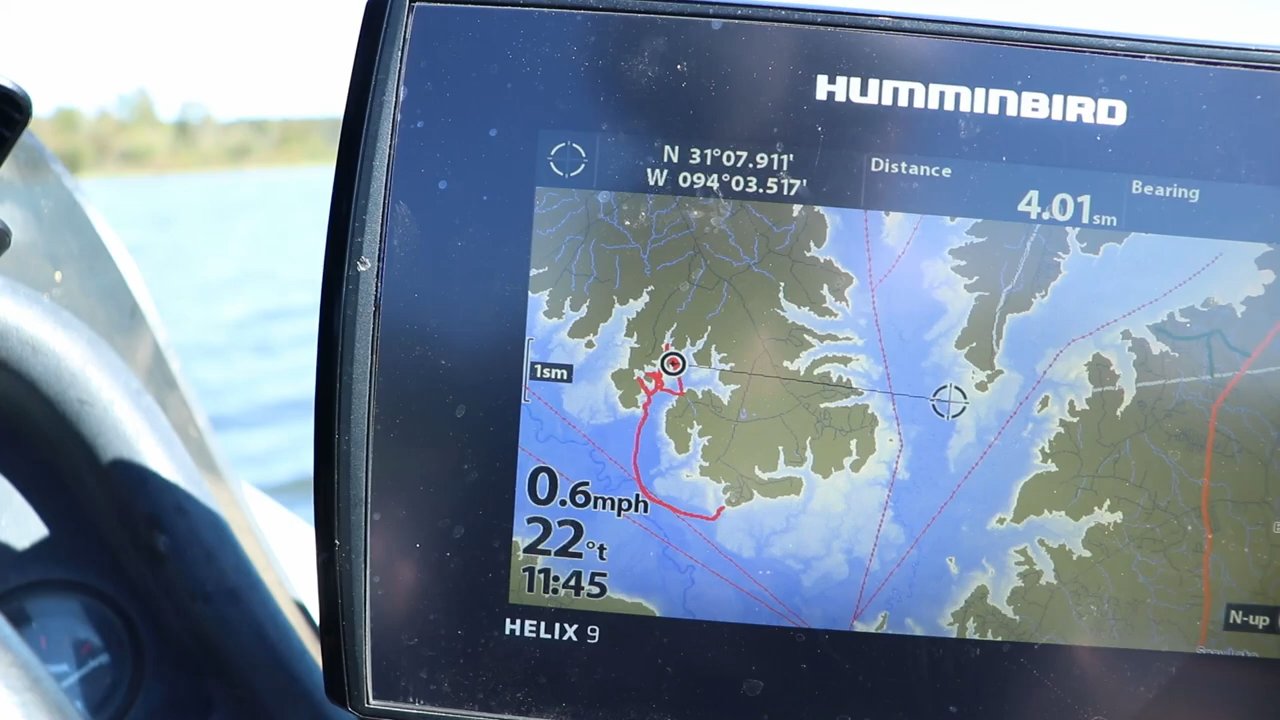 HUMMINBIRD
N 31°07.911'
W 094°03.517'
Distance
4.01sm
Bearing
1sm
0.6mph
22°t
11:45
N-up
HELIX 9